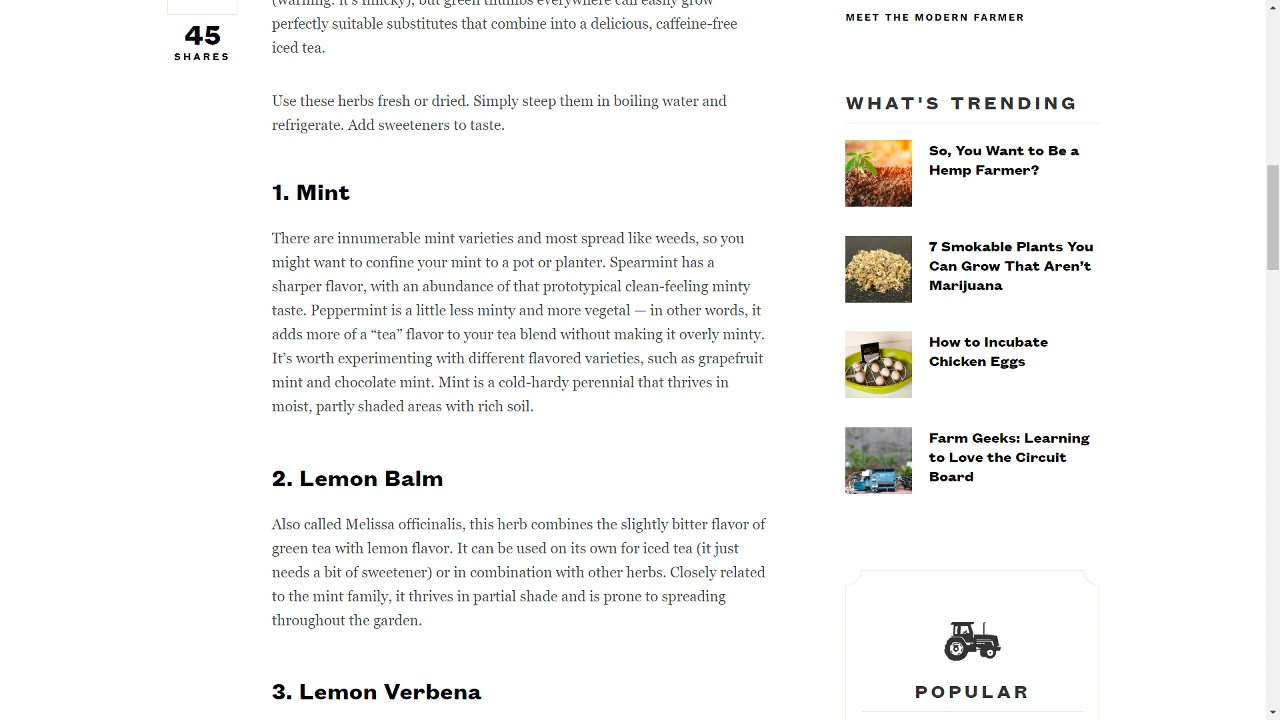 45
SHARES
perfectly suitable substitutes that combine into a delicious, caffeine-free
iced tea.
Use these herbs fresh or dried. Simply steep them in boiling water and
refrigerate. Add sweeteners to taste.
1. Mint
There are innumerable mint varieties and most spread like weeds, so you
might want to confine your mint to a pot or planter. Spearmint has a
sharper flavor, with an abundance of that prototypical clean-feeling minty
taste. Peppermint is a little less minty and more vegetal — in other words, it
adds more of a “tea” flavor to your tea blend without making it overly minty.
It’s worth experimenting with different flavored varieties, such as grapefruit
mint and chocolate mint. Mint is a cold-hardy perennial that thrives in
moist, partly shaded areas with rich soil.
2. Lemon Balm
Also called Melissa officinalis, this herb combines the slightly bitter flavor of
green tea with lemon flavor. It can be used on its own for iced tea (it just
needs a bit of sweetener) or in combination with other herbs. Closely related
to the mint family, it thrives in partial shade and is prone to spreading
throughout the garden.
3. Lemon Verbena
MEET THE MODERN FARMER
WHAT'S TRENDING
So, You Want to Be a
Hemp Farmer?
7 Smokable Plants You
Can Grow That Aren’t
Marijuana
How to Incubate
Chicken Eggs
Farm Geeks: Learning
to Love the Circuit
Board
POPULAR